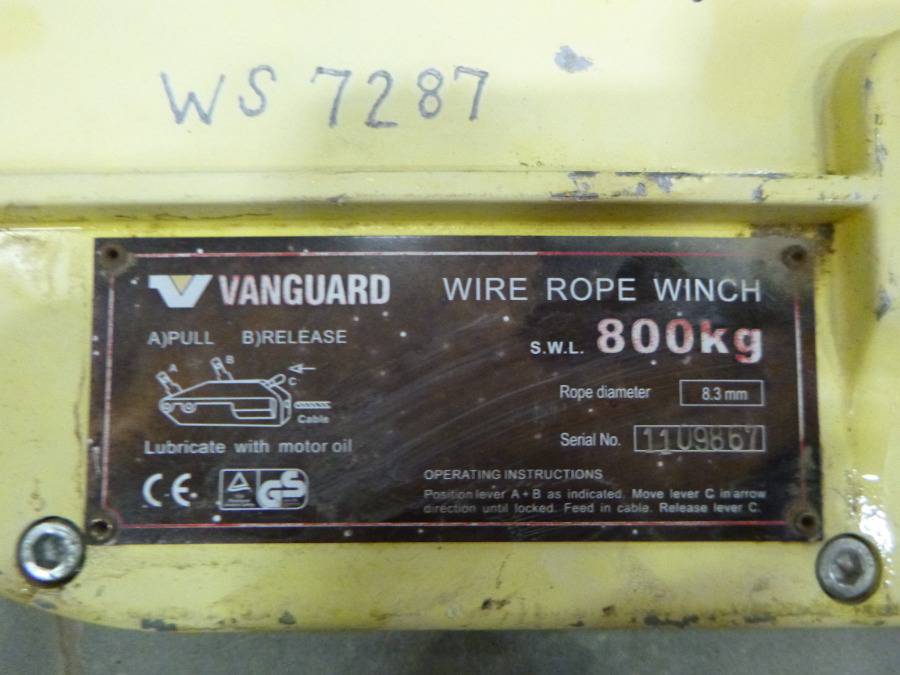 WS 7287
VANGUARD
WIRE ROPE WINCH
A)PULL B)RELEASE
S.W.L. 800kg
A
B
C
Cable
Rope diameter 8.3 mm
Lubricate with motor oil
Serial No. 1109867
CE
GS
OPERATING INSTRUCTIONS
Position lever A + B as indicated. Move lever C in arrow
direction until locked. Feed in cable. Release lever C.